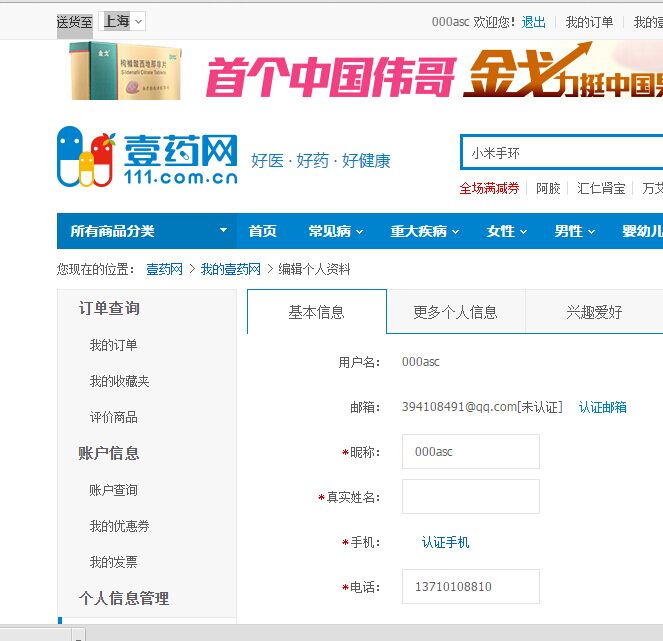 送货至 上海 000asc 欢迎您！ 退出 我的订单 我的
金戈 枸橼酸西地那非片
Sildenafil Citrate Tablets
首个中国伟哥 金戈力挺中国
壹药网
111.com.cn
好医·好药·好健康
小米手环
全场满减券 阿胶 汇仁肾宝 万艾
所有商品分类 首页 常见病 重大疾病 女性 男性 婴幼儿
您现在的位置： 壹药网 > 我的壹药网 > 编辑个人资料
订单查询
我的订单
我的收藏夹
评价商品
账户信息
账户查询
我的优惠券
我的发票
个人信息管理
基本信息 更多个人信息 兴趣爱好
用户名： 000asc
邮箱： 394108491@qq.com[未认证] 认证邮箱
*昵称： 000asc
*真实姓名：
*手机： 认证手机
*电话： 13710108810